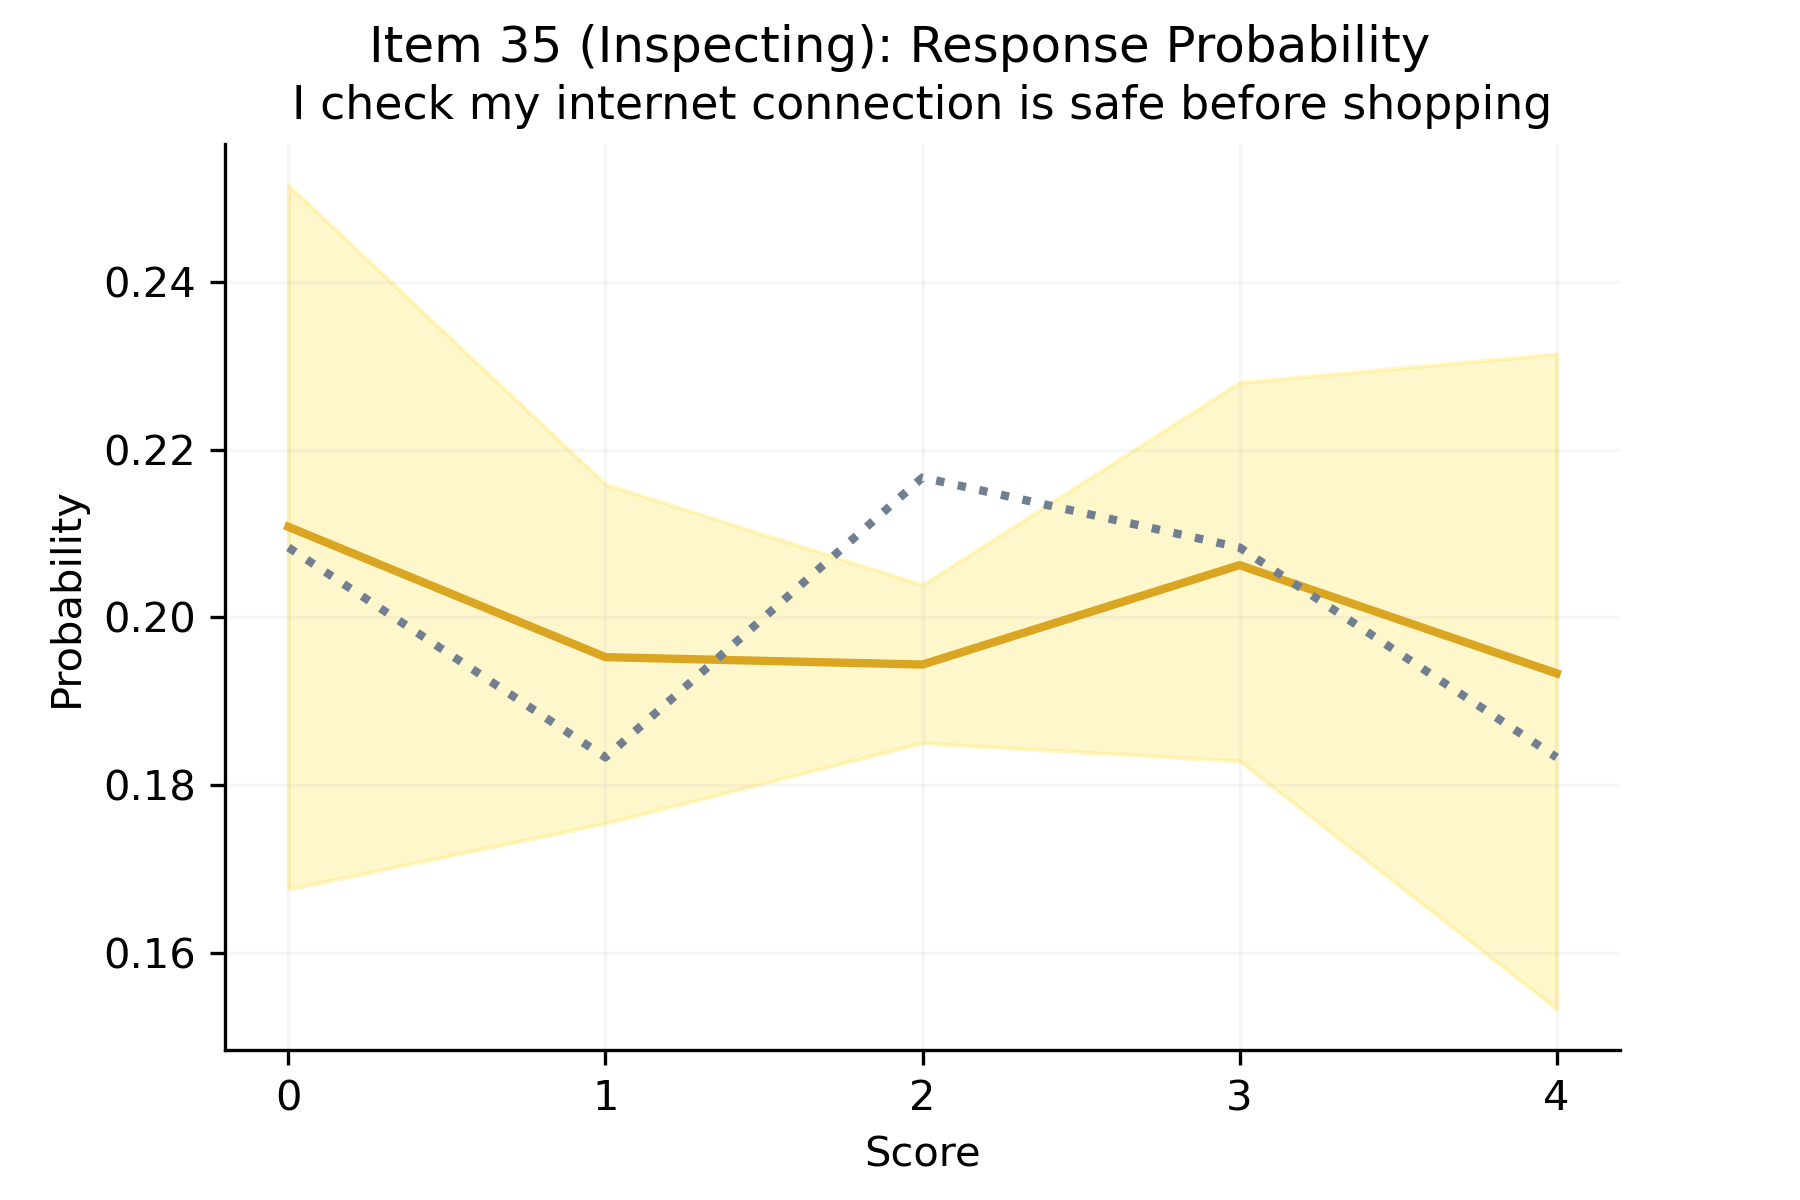 Item 35 (Inspecting): Response Probability
I check my internet connection is safe before shopping
0.24
0.22
0.20
0.18
0.16
Probability
0 1 2 3 4
Score